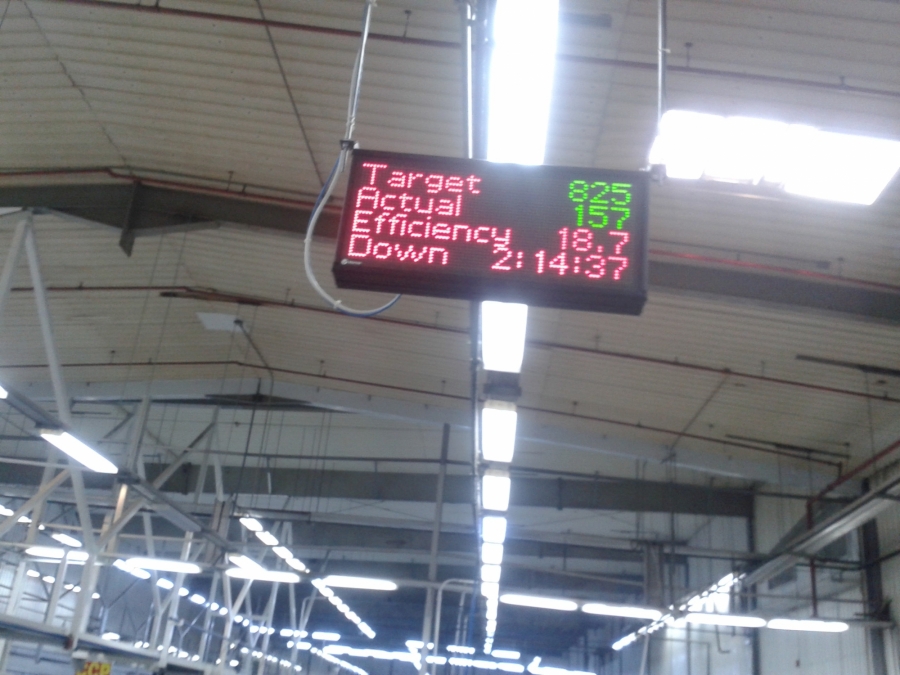 Target 825
Actual 157
Efficiency 18.7
Down 2:14:37